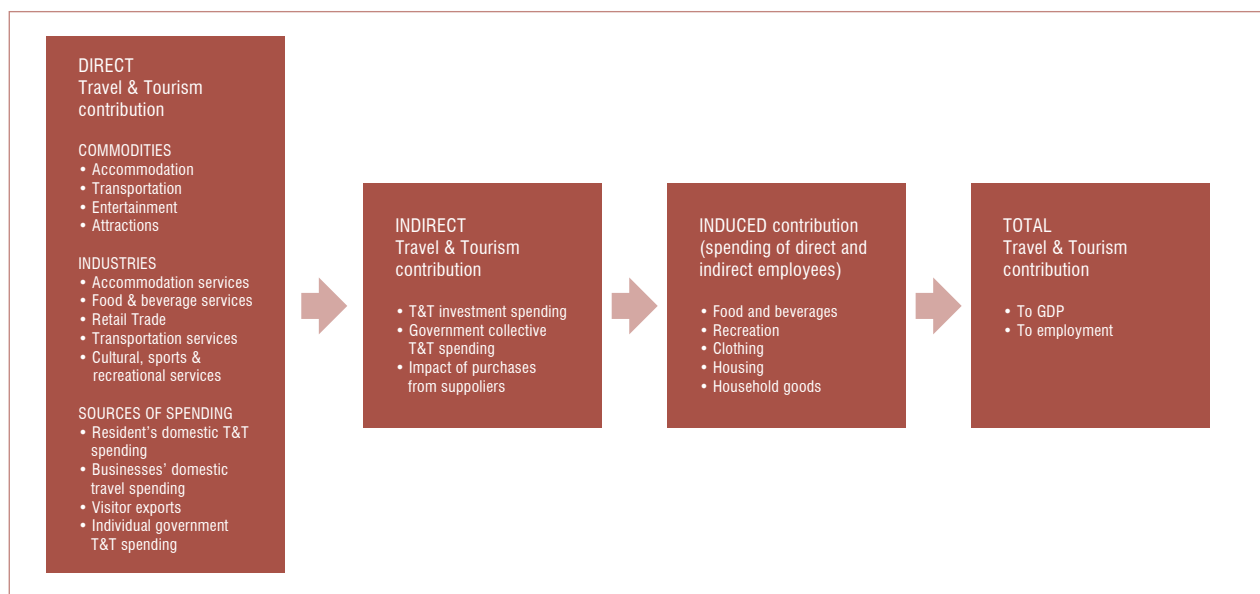 DIRECT
Travel & Tourism
contribution
COMMODITIES
• Accommodation
• Transportation
• Entertainment
• Attractions
INDUSTRIES
• Accommodation services
• Food & beverage services
• Retail Trade
• Transportation services
• Cultural, sports &
recreational services
SOURCES OF SPENDING
• Resident’s domestic T&T
spending
• Businesses’ domestic
travel spending
• Visitor exports
• Individual government
T&T spending
INDIRECT
Travel & Tourism
contribution
• T&T investment spending
• Government collective
T&T spending
• Impact of purchases
from suppoliers
INDUCED contribution
(spending of direct and
indirect employees)
• Food and beverages
• Recreation
• Clothing
• Housing
• Household goods
TOTAL
Travel & Tourism
contribution
• To GDP
• To employment